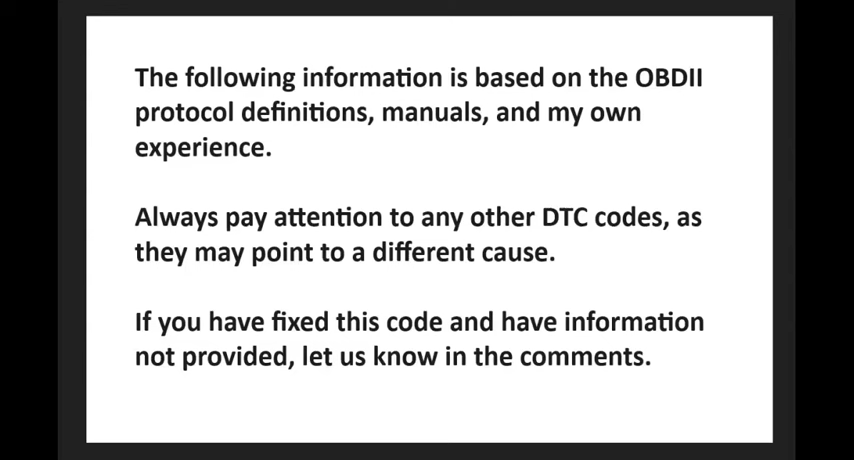 The following information is based on the OBDII
protocol definitions, manuals, and my own
experience.
Always pay attention to any other DTC codes, as
they may point to a different cause.
If you have fixed this code and have information
not provided, let us know in the comments.